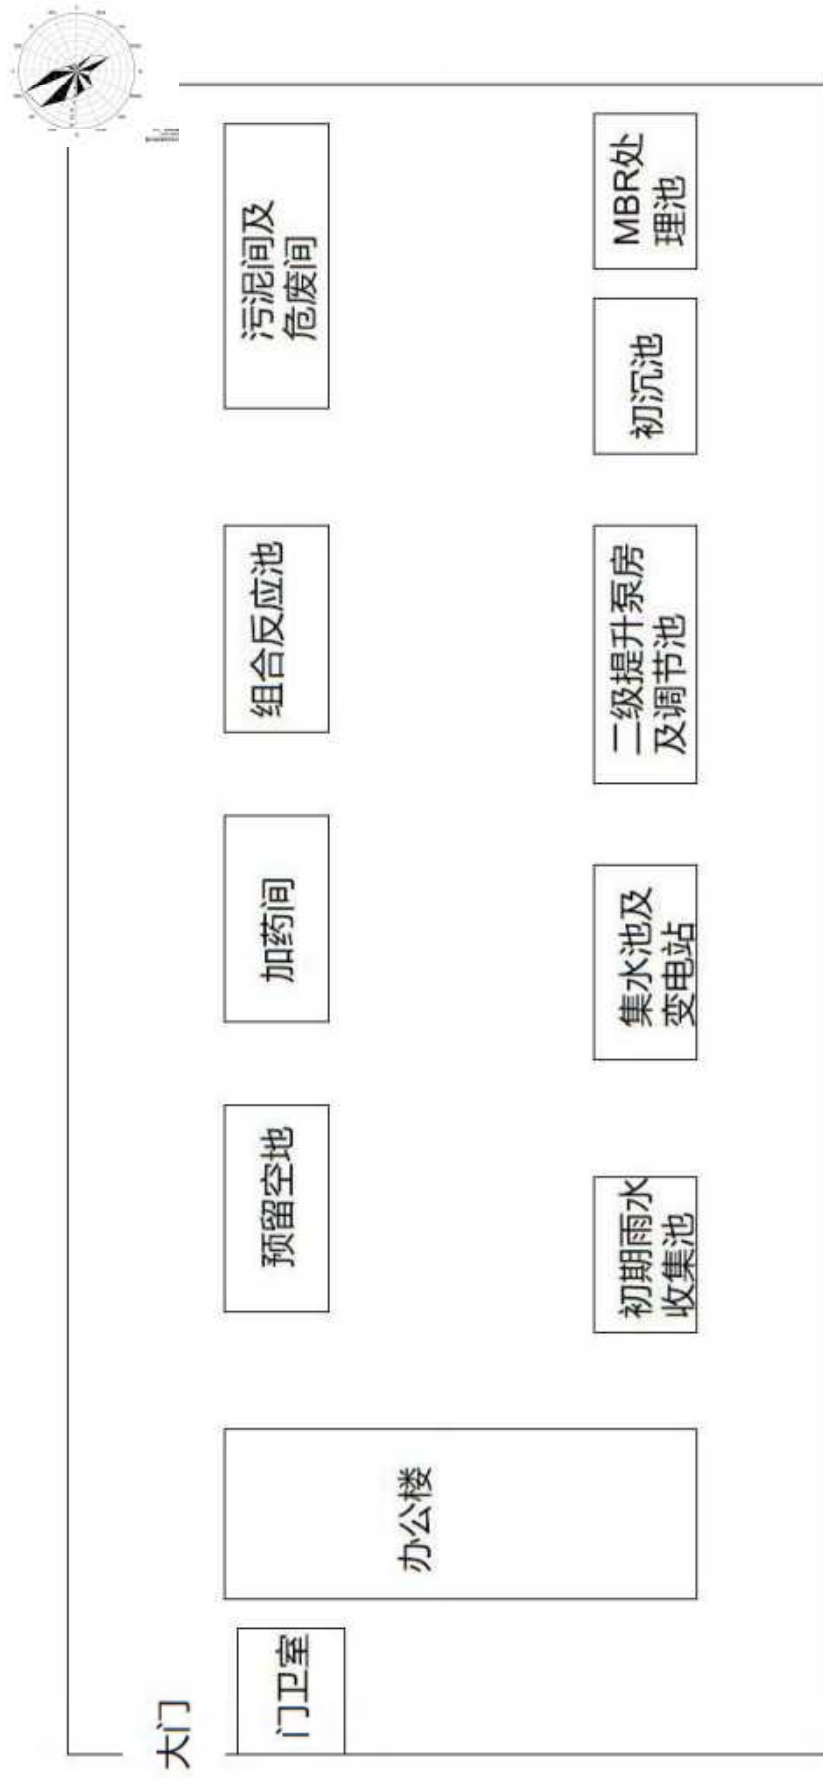 污泥间及
危废间
MBR处
理池
初沉池
组合反应池
二级提升泵房
及调节池
加药间
集水池及
变电站
预留空地
初期雨水
收集池
办公楼
门卫室
大门